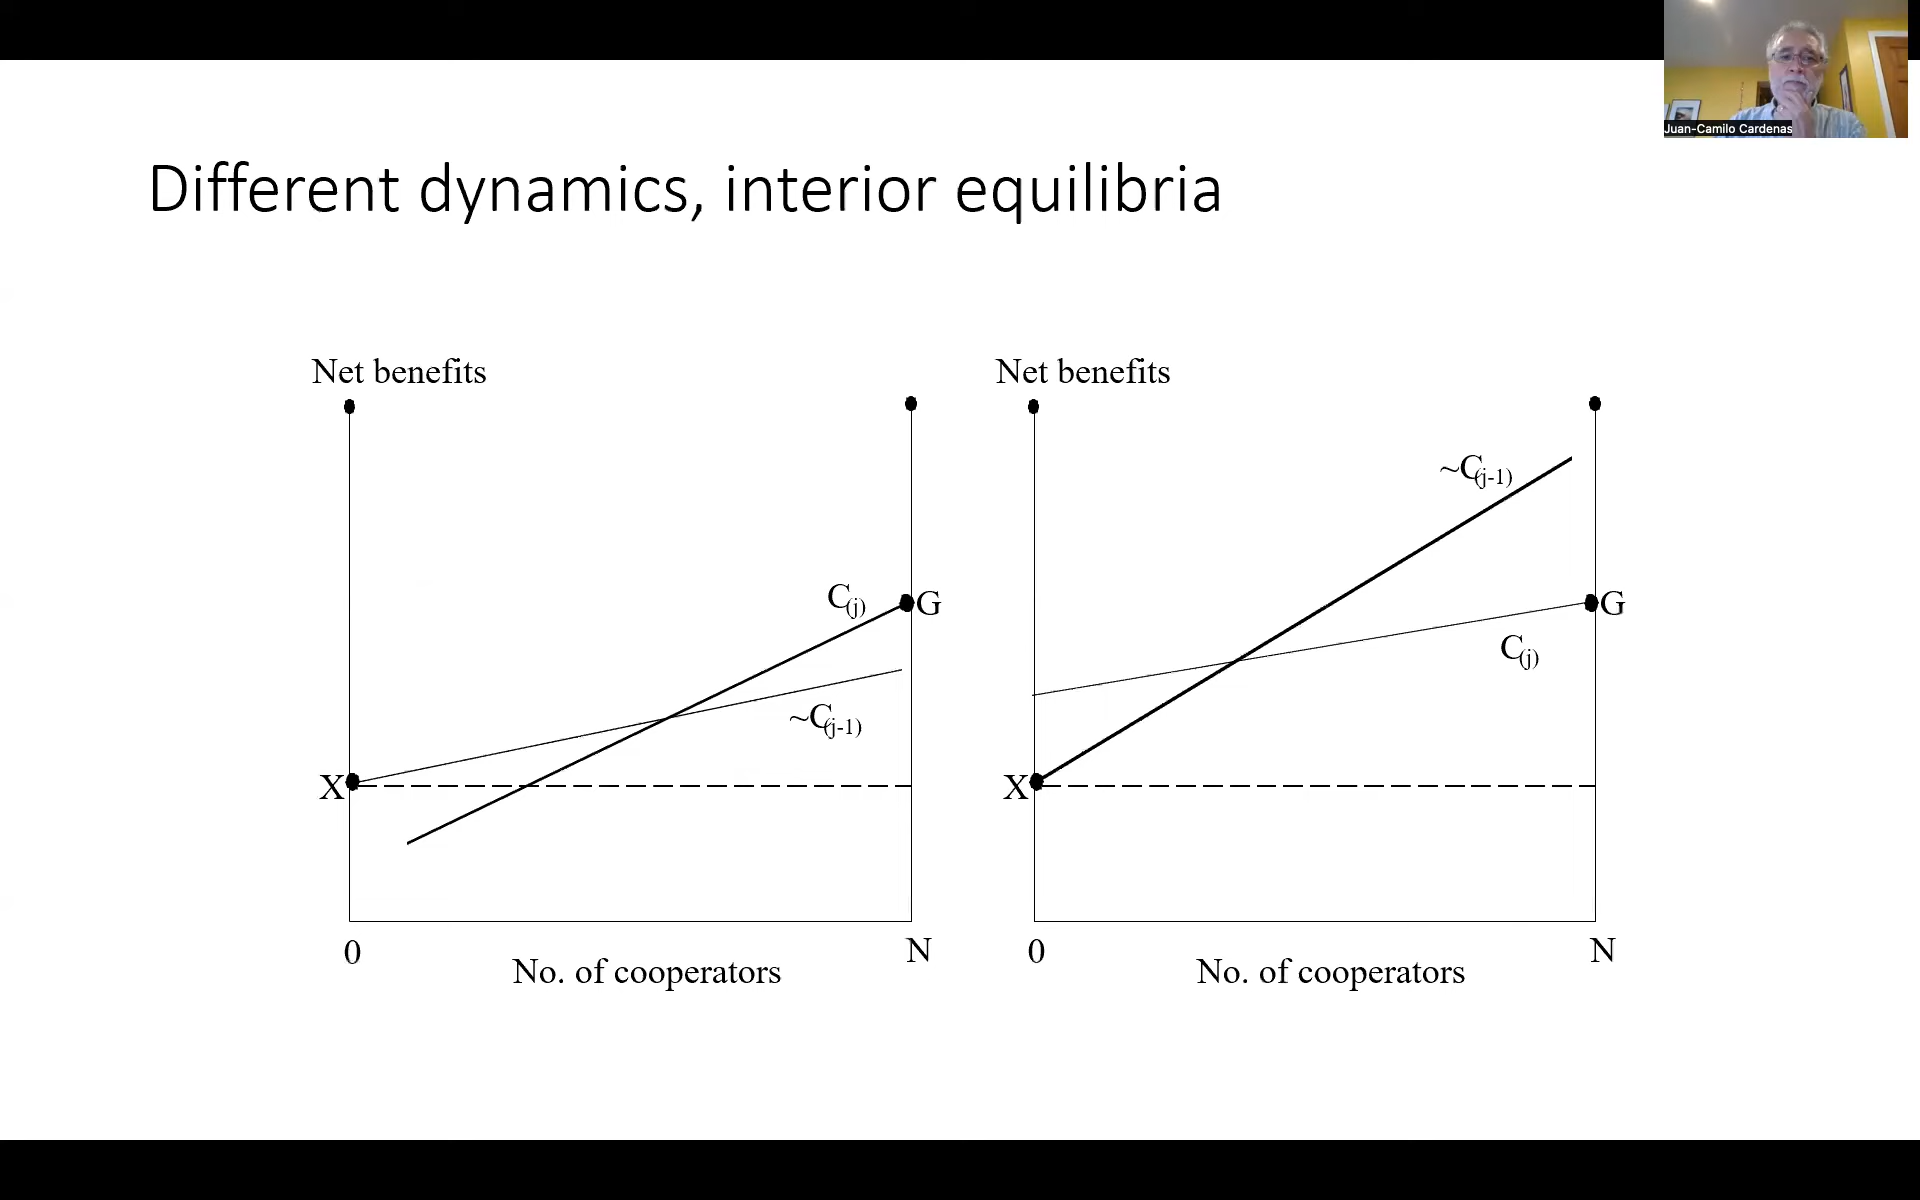 Juan-Camilo Cardenas
Different dynamics, interior equilibria
Net benefits
C(j)
G
~C(j-1)
X
0
N
No. of cooperators
Net benefits
~C(j-1)
G
C(j)
X
0
N
No. of cooperators